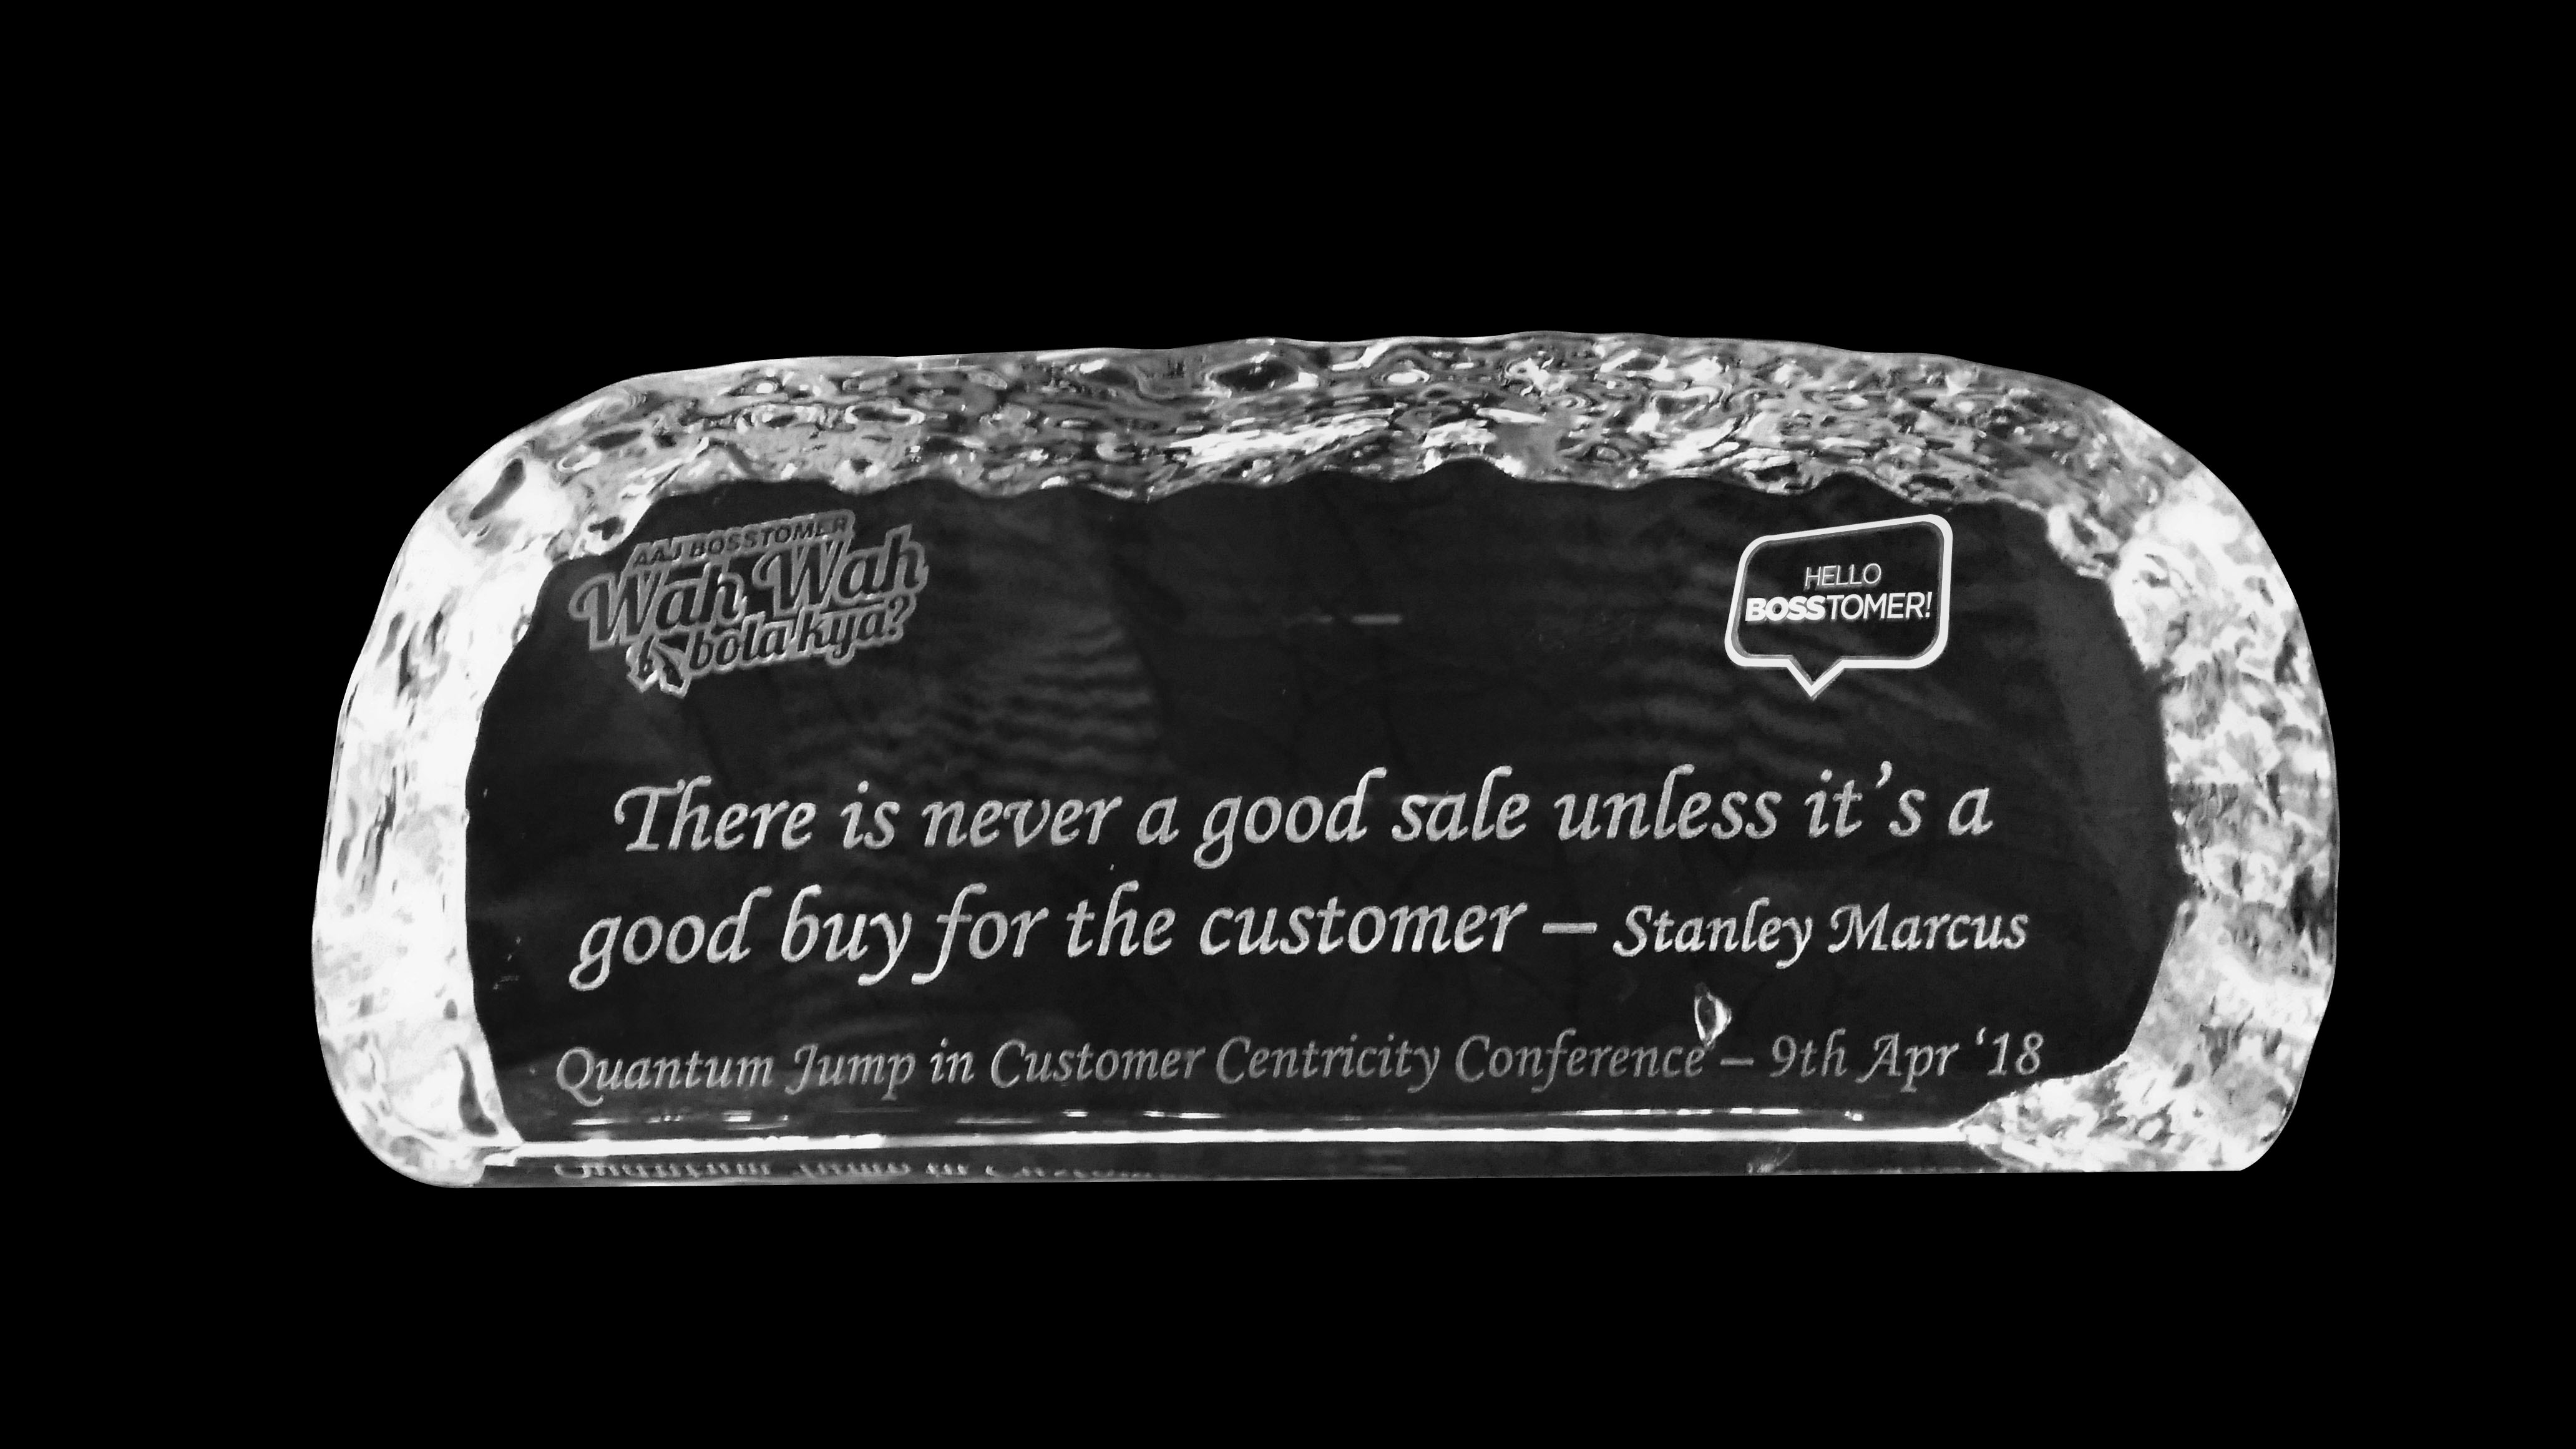 AAJ BOSSTOMER
Wah Wah
bola kya?
HELLO
BOSSTOMER!
There is never a good sale unless it's a
good buy for the customer – Stanley Marcus
Quantum Jump in Customer Centricity Conference – 9th Apr '18